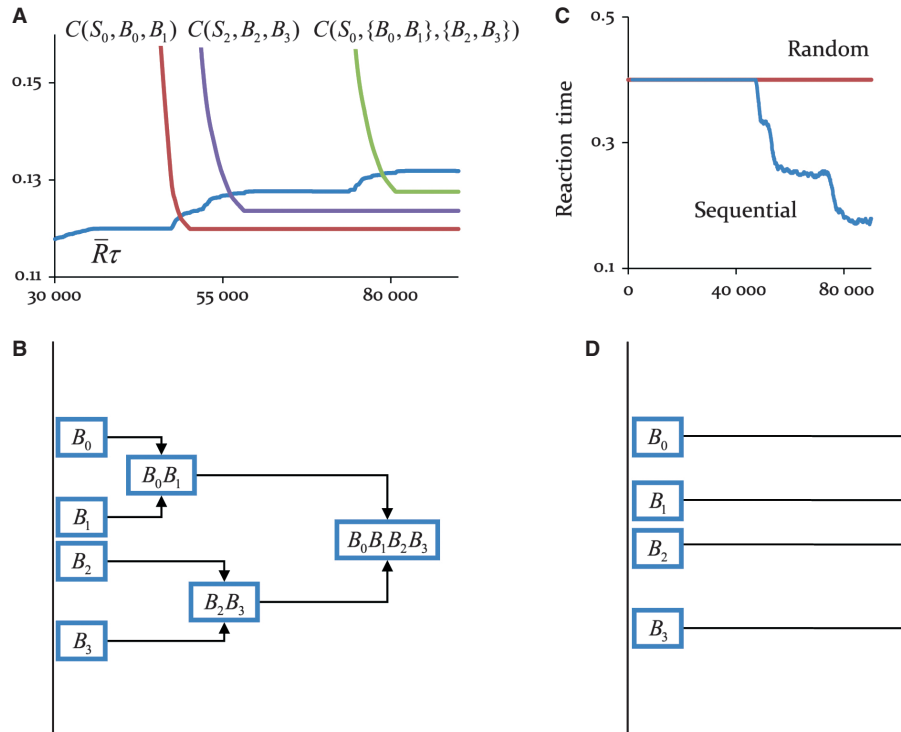 A
C(S₀, B₀, B₁) C(S₂, B₂, B₃) C(S₀, {B₀, B₁}, {B₂, B₃})
0.15
0.13
0.11
R̅τ
30 000 55 000 80 000
C
0.5
0.3
0.1
Reaction time
Random
Sequential
0 40 000 80 000
B
B₀
B₀B₁
B₁
B₂
B₀B₁B₂B₃
B₂B₃
B₃
D
B₀
B₁
B₂
B₃